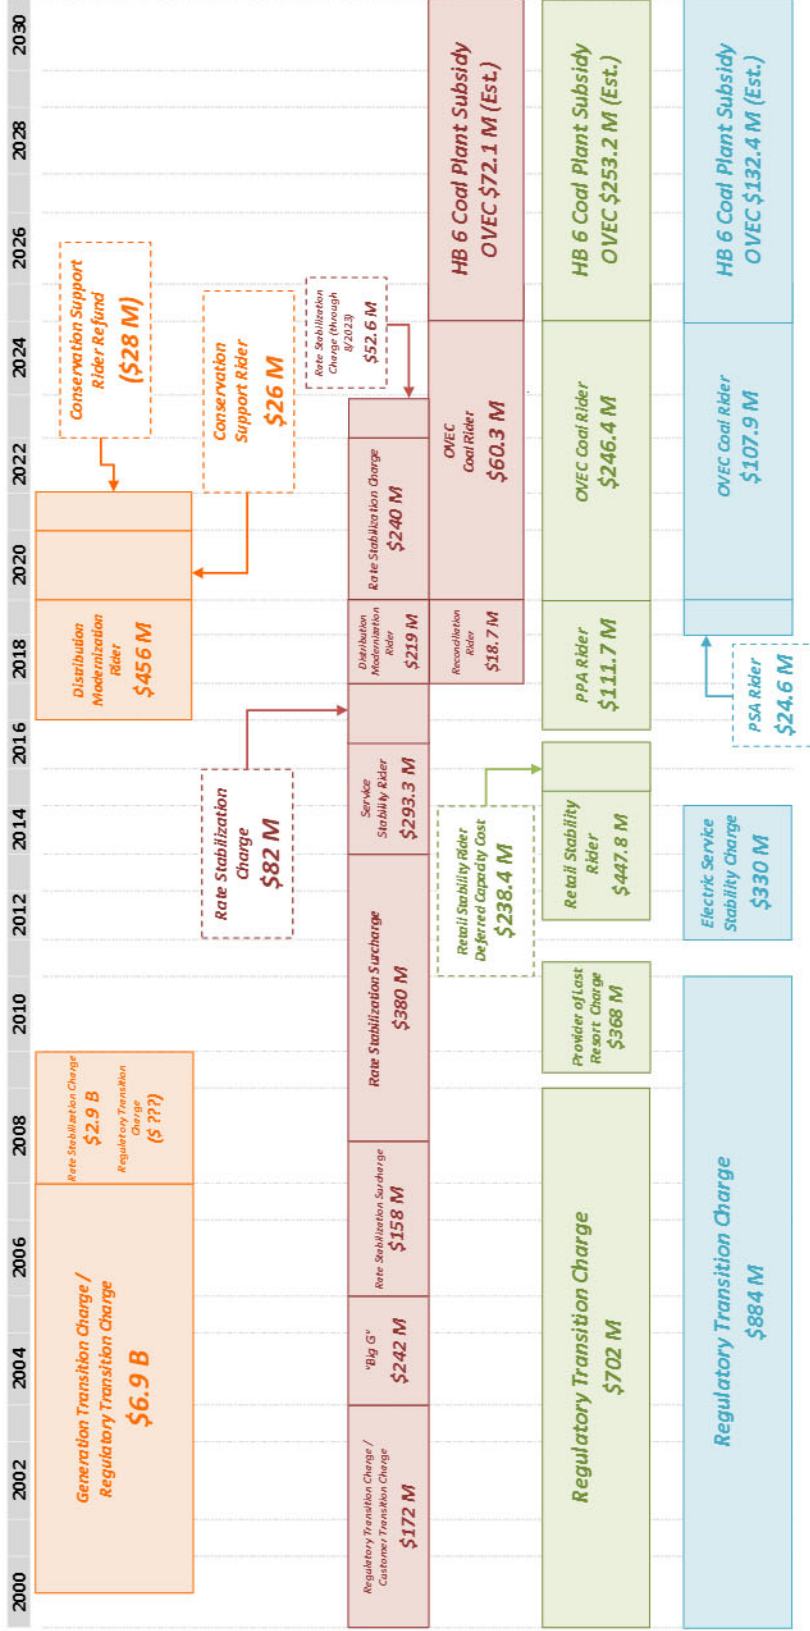 2000 2002 2004 2006 2008 2010 2012 2014 2016 2018 2020 2022 2024 2026 2028 2030
Generation Transition Charge /
Regulatory Transition Charge
$6.9 B
Rate Stabilization Charge
$2.9 B
Regulatory Transition
Charge
($ ???)
Distribution
Modernization
Rider
$456 M
Conservation Support
Rider Refund
($28 M)
Conservation
Support Rider
$26 M
Rate Stabilization
Charge
$82 M
Rate Stabilization
Charge (through
8/2023)
$52.6 M
Regulatory Transition Charge /
Customer Transition Charge
$172 M
"Big G"
$242 M
Rate Stabilization Surcharge
$158 M
Rate Stabilization Surcharge
$380 M
Service
Stability Rider
$293.3 M
Distribution
Modernization
Rider
$219 M
Rate Stabilization Charge
$240 M
Reconciliation
Rider
$18.7 M
OVEC
Coal Rider
$60.3 M
HB 6 Coal Plant Subsidy
OVEC $72.1 M (Est.)
Retail Stability Rider
Deferred Capacity Cost
$238.4 M
Regulatory Transition Charge
$702 M
Provider of Last
Resort Charge
$368 M
Retail Stability
Rider
$447.8 M
PPA Rider
$111.7 M
OVEC Coal Rider
$246.4 M
HB 6 Coal Plant Subsidy
OVEC $253.2 M (Est.)
Regulatory Transition Charge
$884 M
Electric Service
Stability Charge
$330 M
PSA Rider
$24.6 M
OVEC Coal Rider
$107.9 M
HB 6 Coal Plant Subsidy
OVEC $132.4 M (Est.)